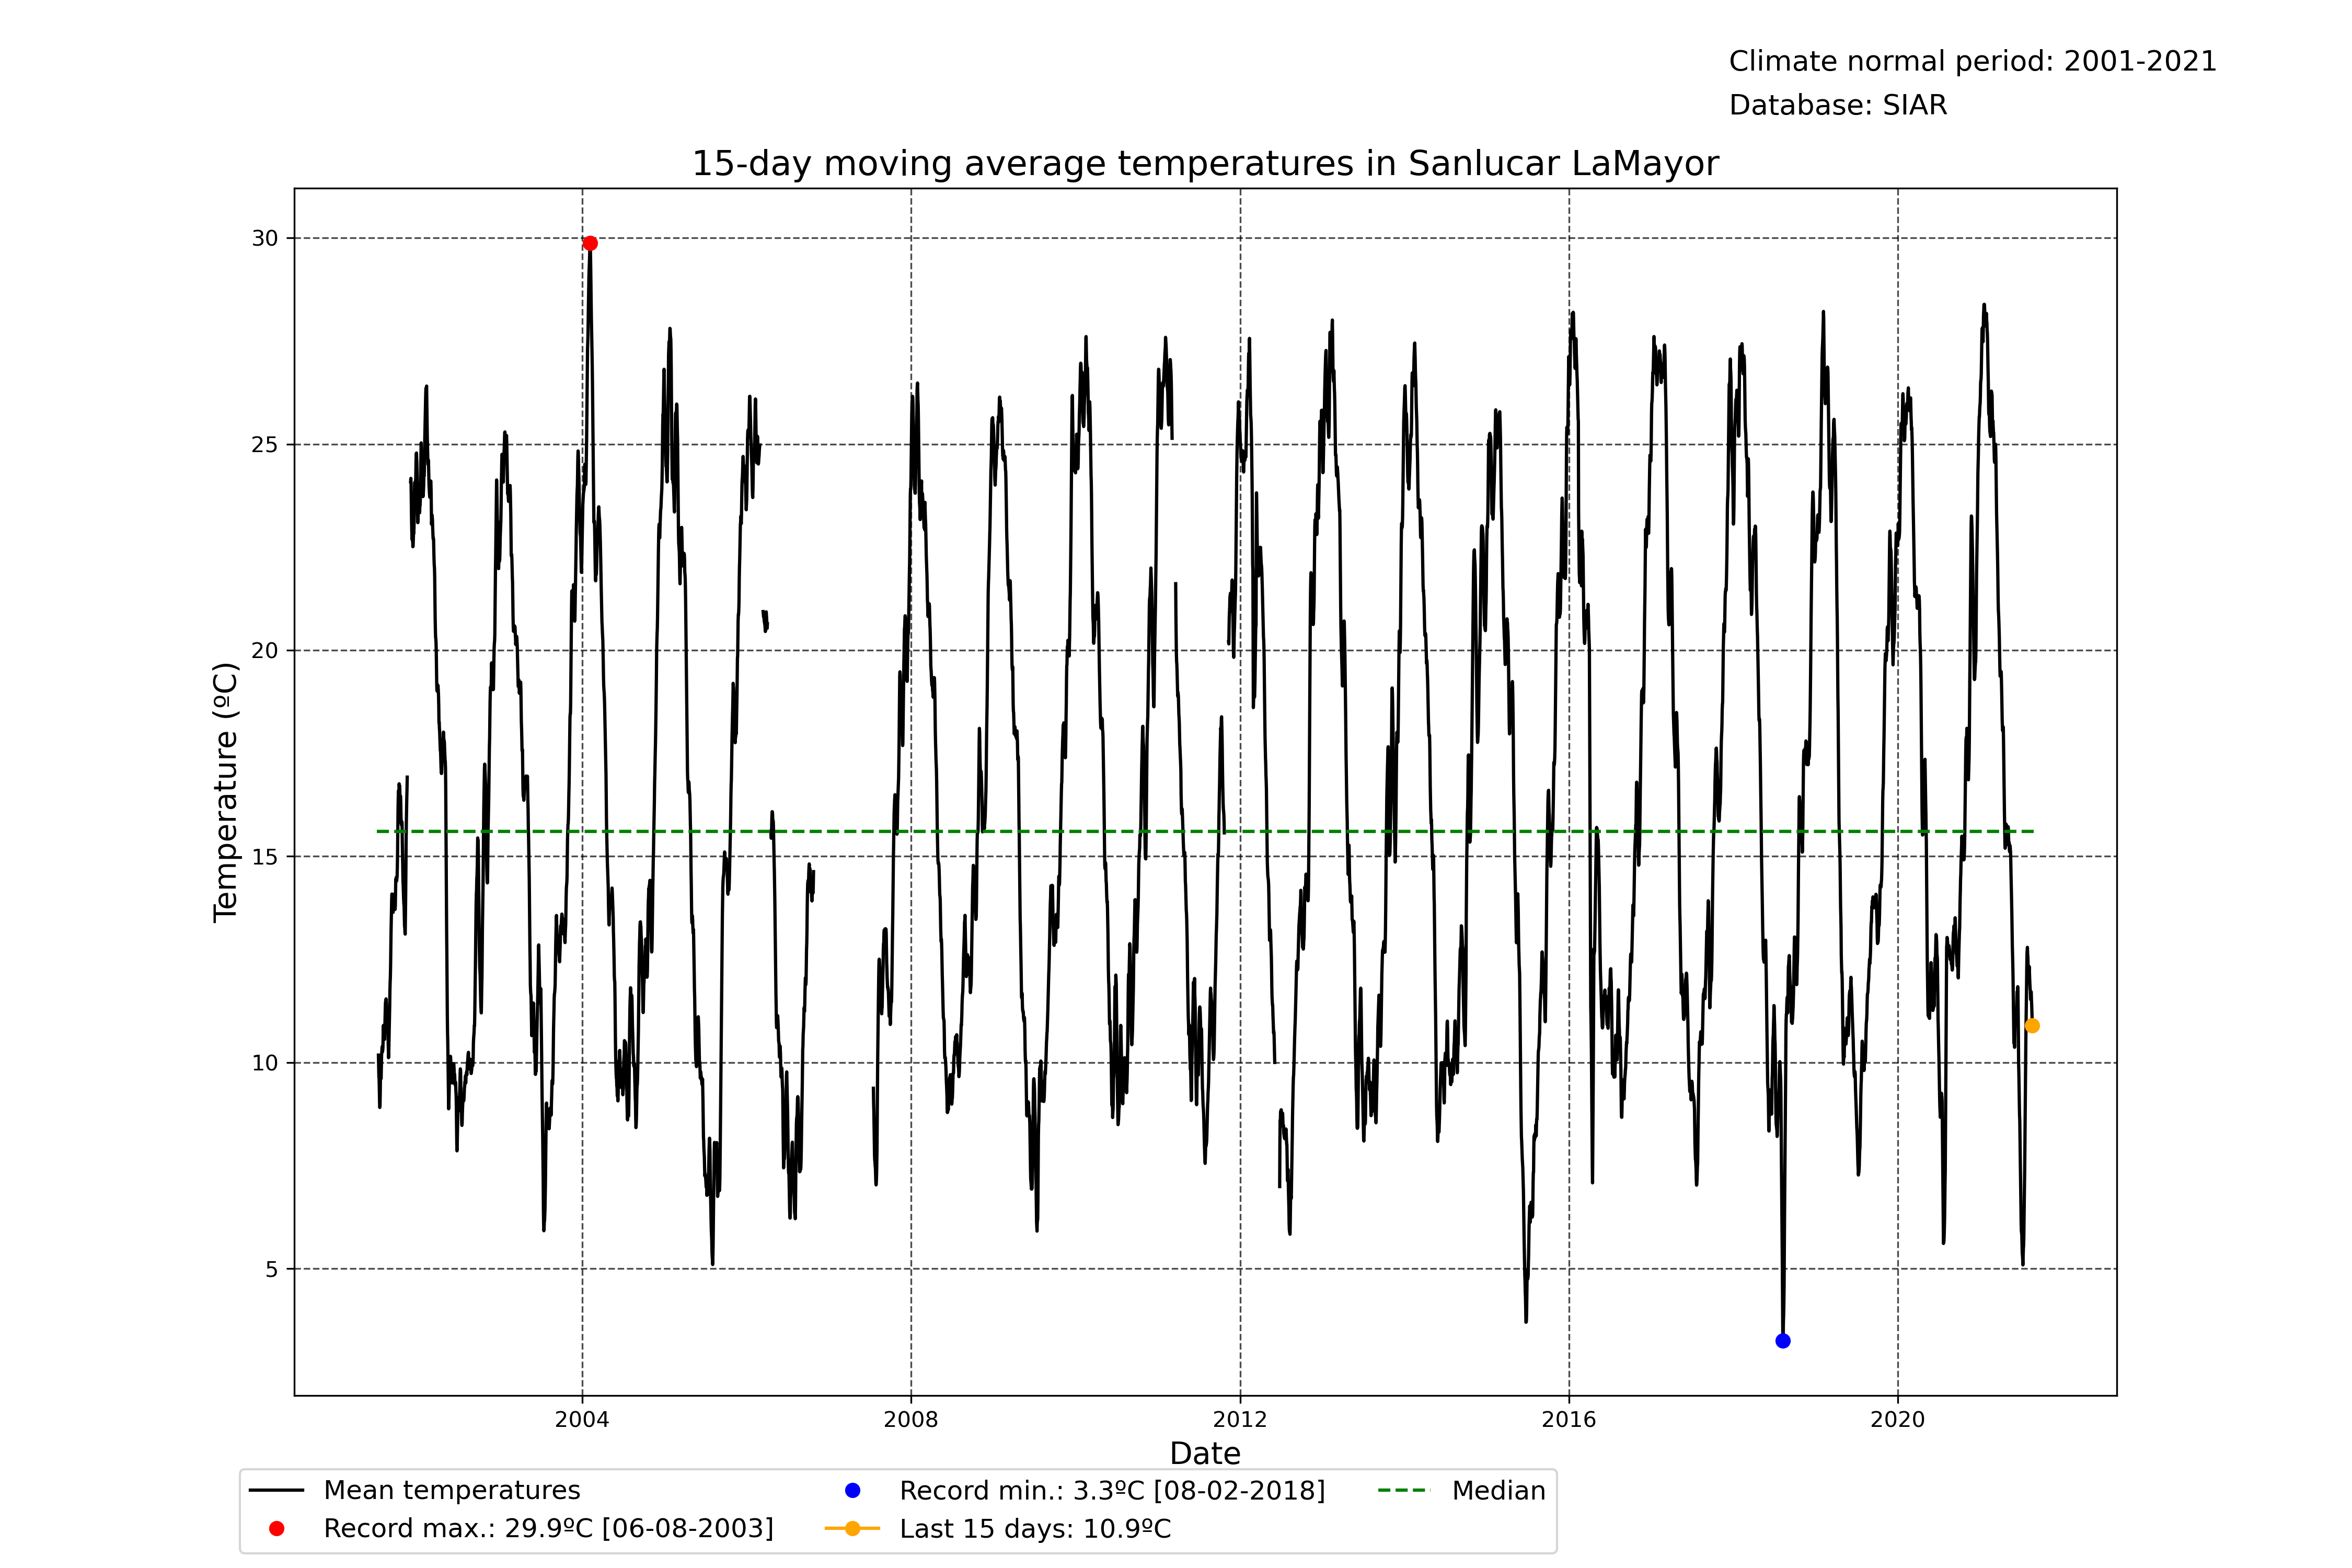 Climate normal period: 2001-2021
Database: SIAR
15-day moving average temperatures in Sanlucar LaMayor
30
25
20
15
10
5
Temperature (ºC)
2004 2008 2012 2016 2020
Date
Mean temperatures
Record max.: 29.9ºC [06-08-2003]
Record min.: 3.3ºC [08-02-2018]
Last 15 days: 10.9ºC
Median